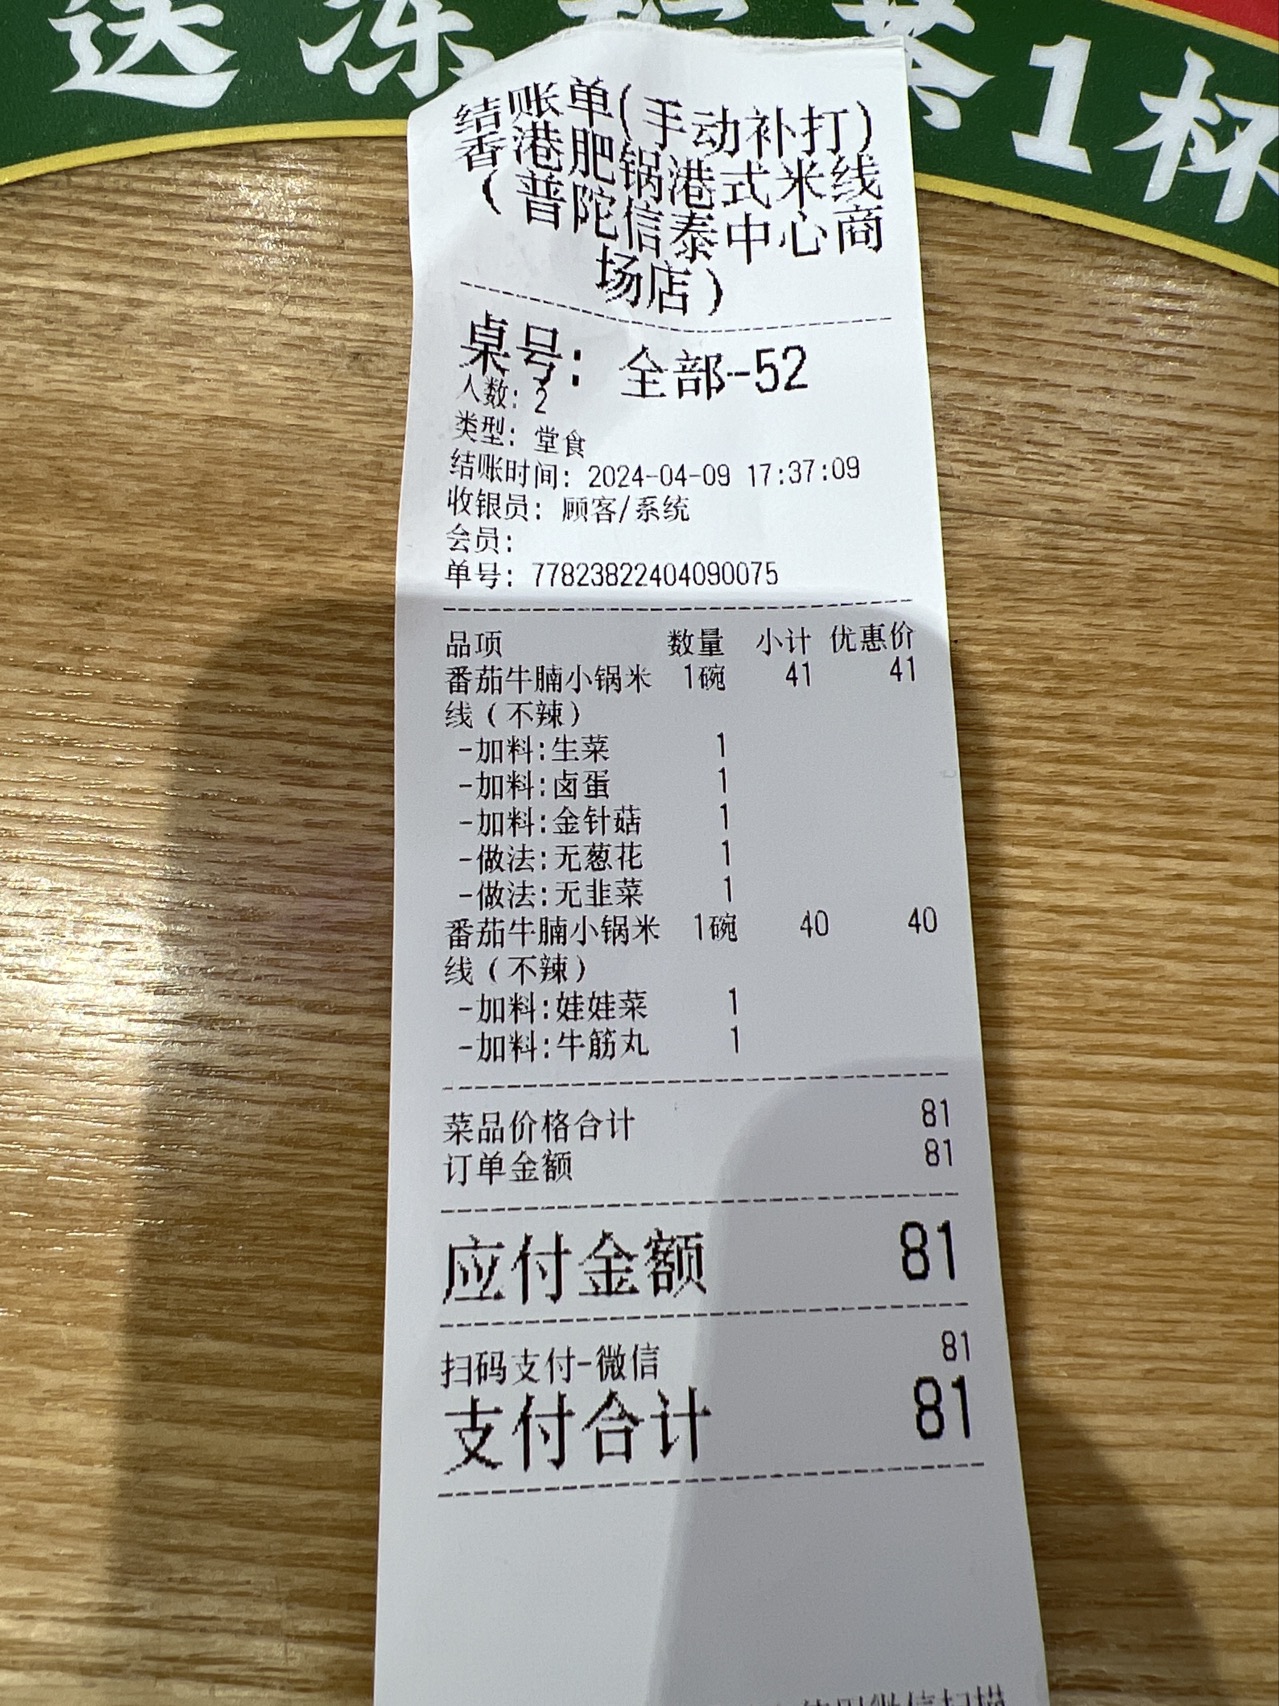 送冻 茶1杯
结账单(手动补打)
香港肥锅港式米线
(普陀信泰中心商
场店)
桌号: 全部-52
人数: 2
类型: 堂食
结账时间: 2024-04-09 17:37:09
收银员: 顾客/系统
会员:
单号: 77823822404090075
品项 数量 小计 优惠价
番茄牛腩小锅米 1碗 41 41
线(不辣)
-加料:生菜 1
-加料:卤蛋 1
-加料:金针菇 1
-做法:无葱花 1
-做法:无韭菜 1
番茄牛腩小锅米 1碗 40 40
线(不辣)
-加料:娃娃菜 1
-加料:牛筋丸 1
菜品价格合计 81
订单金额 81
应付金额 81
扫码支付-微信 81
支付合计 81